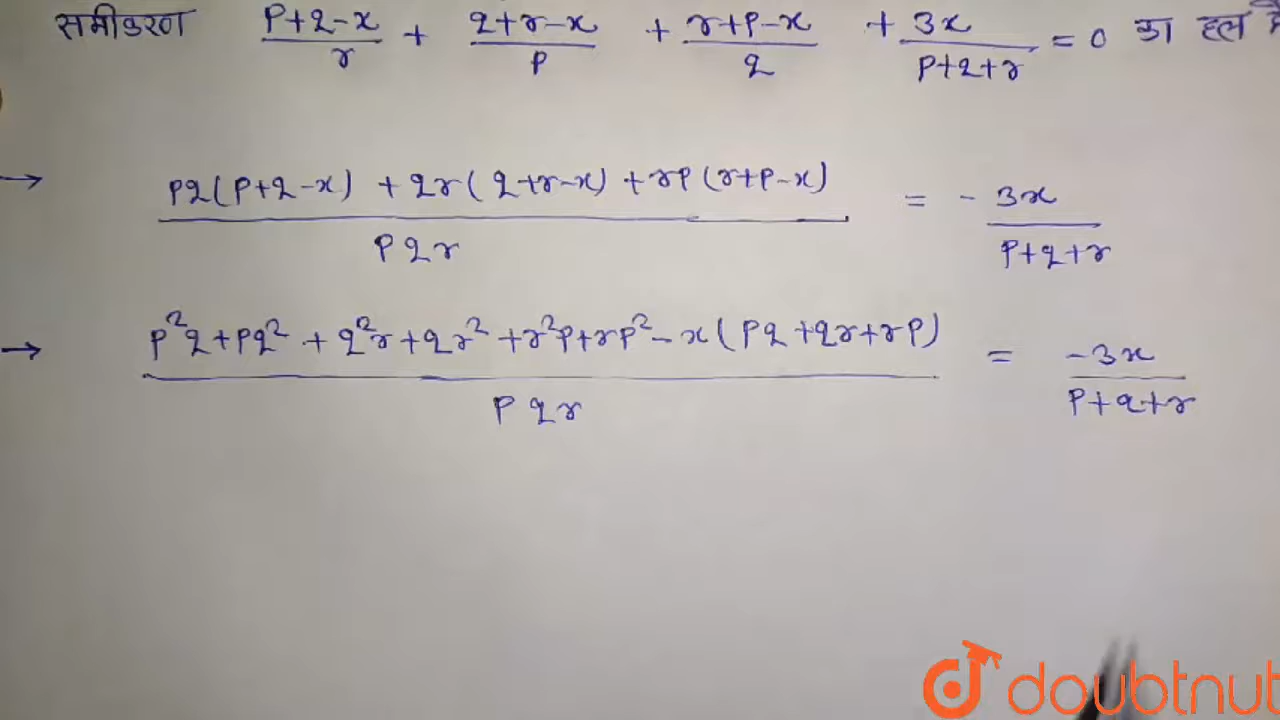 समीकरण (p+q-x)/r + (q+r-x)/p + (r+p-x)/q + 3x/(p+q+r) = 0 का हल
→ (pq(p+q-x) + qr(q+r-x) + rp(r+p-x))/(pqr) = -3x/(p+q+r)
→ (p²q+pq² + q²r+qr² + r²p+rp² - x(pq+qr+rp))/(pqr) = -3x/(p+q+r)
doubtnut